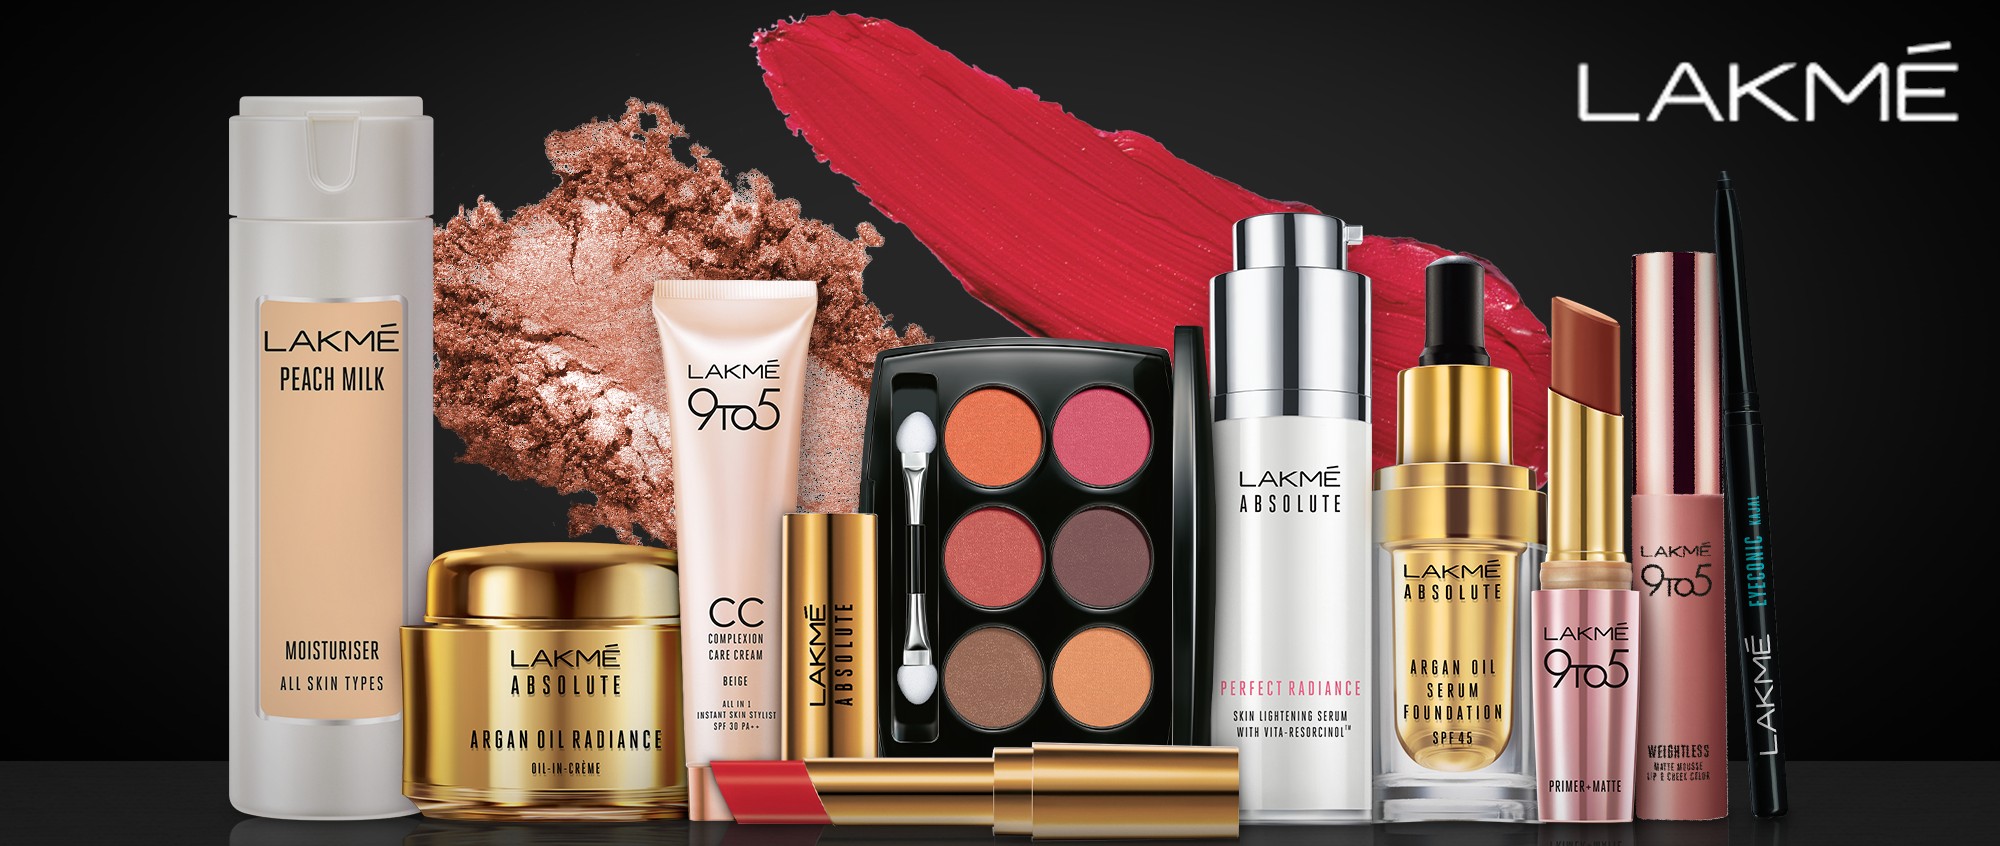 LAKMÉ
LAKMÉ
PEACH MILK
MOISTURISER
ALL SKIN TYPES
LAKMÉ
ABSOLUTE
ARGAN OIL RADIANCE
OIL-IN-CRÈME
LAKMÉ
9TO5
CC
COMPLEXION
CARE CREAM
BEIGE
ALL IN 1
INSTANT SKIN STYLIST
SPF 30 PA++
LAKMÉ
ABSOLUTE
LAKMÉ
ABSOLUTE
PERFECT RADIANCE
SKIN LIGHTENING SERUM
WITH VITA-RESORCINOL™
LAKMÉ
ABSOLUTE
ARGAN OIL
SERUM
FOUNDATION
SPF 45
LAKMÉ
9TO5
PRIMER+MATTE
LAKMÉ
9TO5
WEIGHTLESS
MATTE MOUSSE
LIP & CHEEK COLOR
LAKMÉ EYECONIC KAJAL